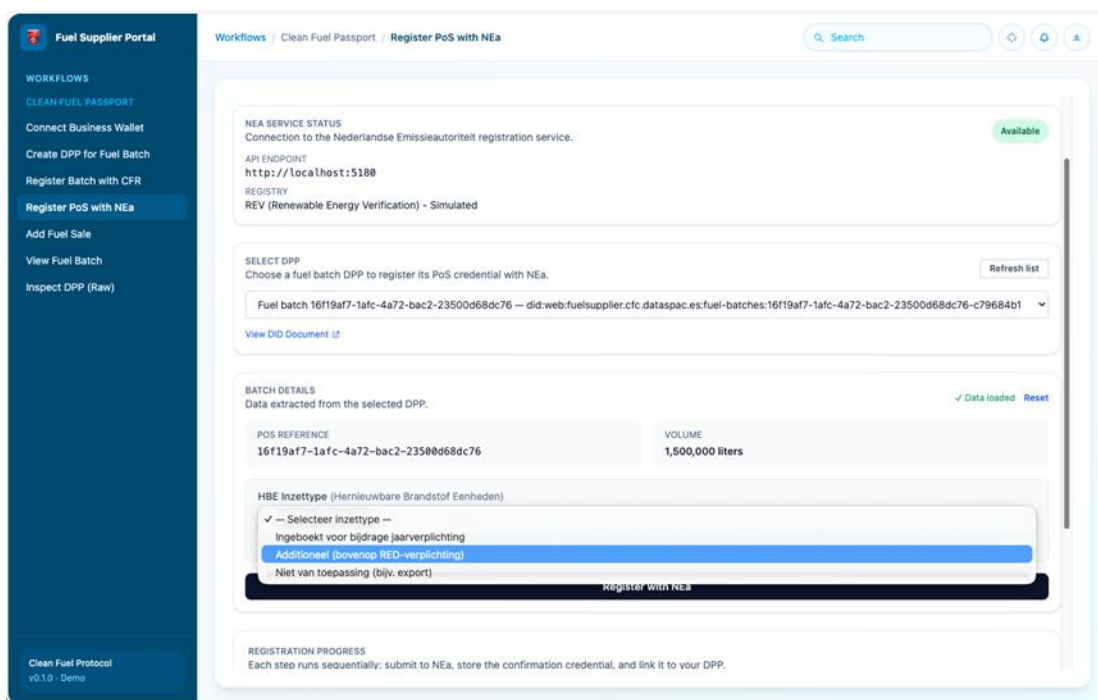 Fuel Supplier Portal
Workflows / Clean Fuel Passport / Register PoS with NEa
Search
WORKFLOWS
CLEAN FUEL PASSPORT
Connect Business Wallet
Create DPP for Fuel Batch
Register Batch with CFR
Register PoS with NEa
Add Fuel Sale
View Fuel Batch
Inspect DPP (Raw)
Clean Fuel Protocol
v0.1.0 - Demo
NEA SERVICE STATUS
Connection to the Nederlandse Emissieautoriteit registration service.
Available
API ENDPOINT
http://localhost:5180
REGISTRY
REV (Renewable Energy Verification) - Simulated
SELECT DPP
Choose a fuel batch DPP to register its PoS credential with NEa.
Refresh list
Fuel batch 16f19af7-1afc-4a72-bac2-23500d68dc76 — did:web:fuelsupplier.cfc.dataspac.es:fuel-batches:16f19af7-1afc-4a72-bac2-23500d68dc76-c79684b1
View DID Document
BATCH DETAILS
Data extracted from the selected DPP.
✓ Data loaded Reset
POS REFERENCE
16f19af7-1afc-4a72-bac2-23500d68dc76
VOLUME
1,500,000 liters
HBE Inzettype (Hernieuwbare Brandstof Eenheden)
✓ — Selecteer inzettype —
Ingeboekt voor bijdrage jaarverplichting
Additioneel (bovenop RED-verplichting)
Niet van toepassing (bijv. export)
Register with NEa
REGISTRATION PROGRESS
Each step runs sequentially: submit to NEa, store the confirmation credential, and link it to your DPP.